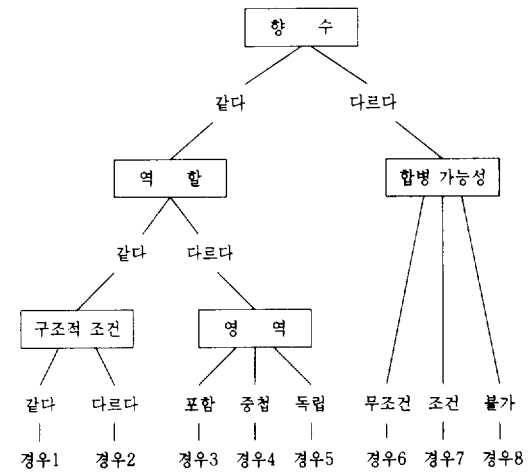 향 수
같다 다르다
역 할 합병 가능성
같다 다르다
구조적 조건 영 역
같다 다르다 포함 중첩 독립 무조건 조건 불가
경우1 경우2 경우3 경우4 경우5 경우6 경우7 경우8